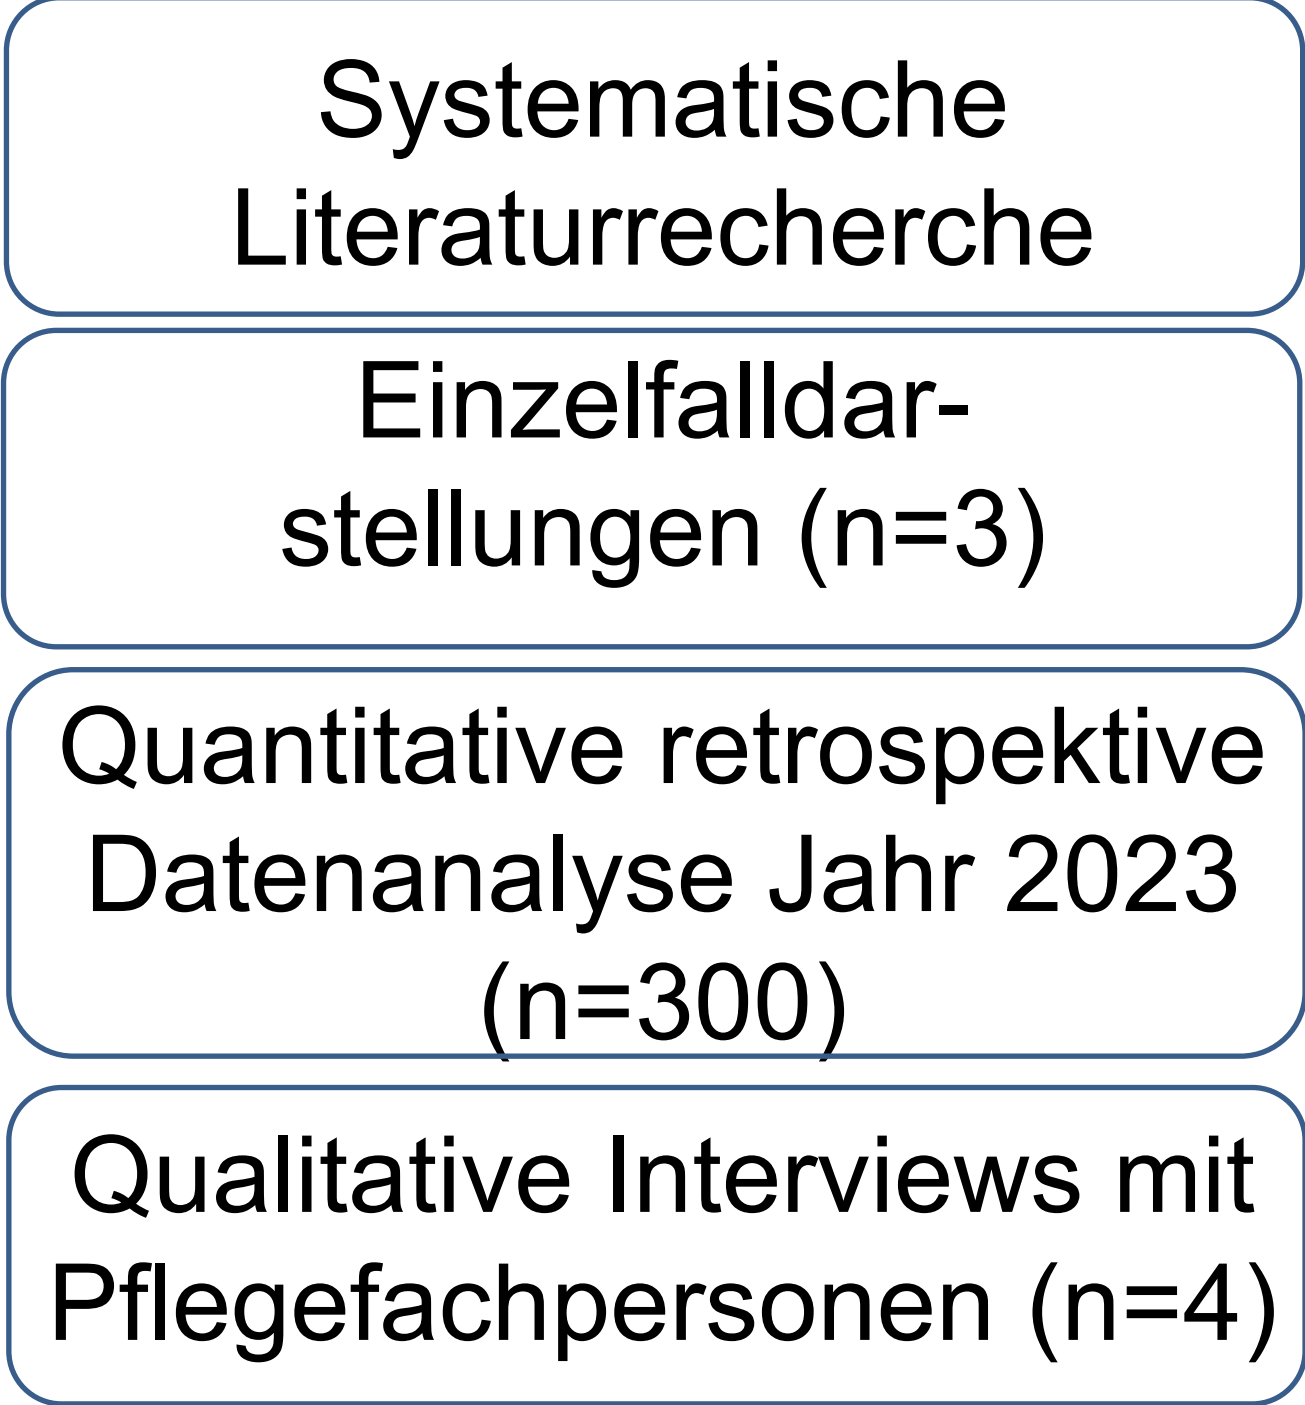 Systematische
Literaturrecherche
Einzelfalldar-
stellungen (n=3)
Quantitative retrospektive
Datenanalyse Jahr 2023
(n=300)
Qualitative Interviews mit
Pflegefachpersonen (n=4)